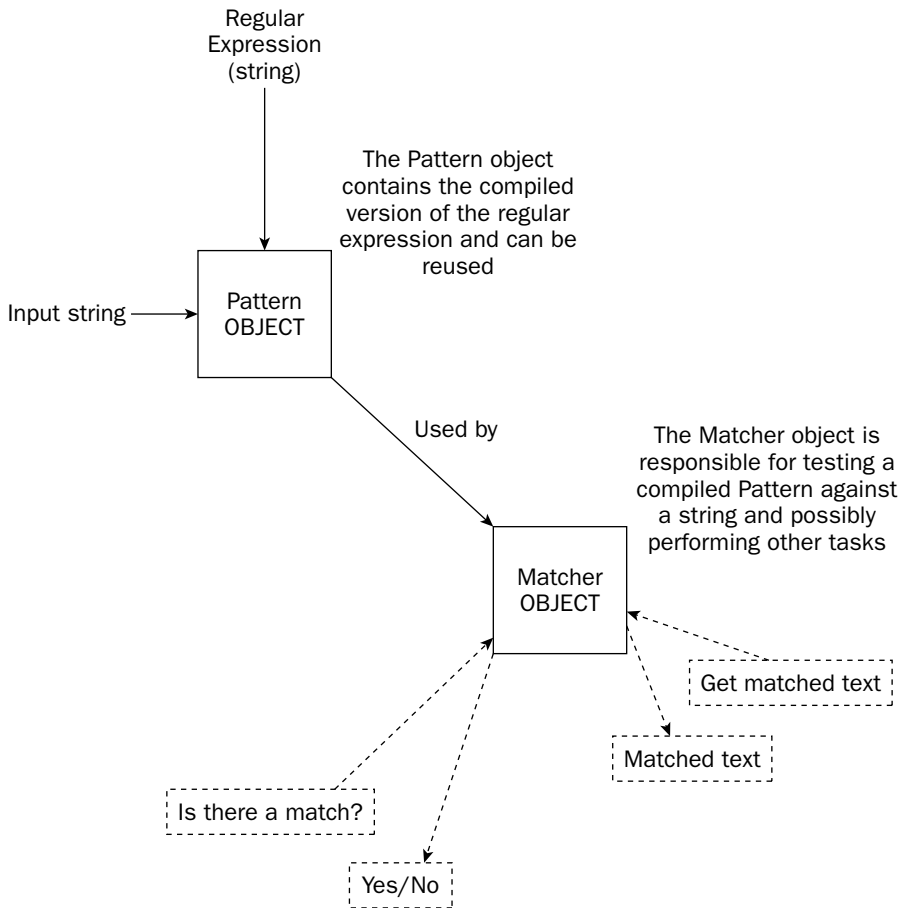 Regular
Expression
(string)
The Pattern object
contains the compiled
version of the regular
expression and can be
reused
Input string
Pattern
OBJECT
Used by
The Matcher object is
responsible for testing a
compiled Pattern against
a string and possibly
performing other tasks
Matcher
OBJECT
Get matched text
Matched text
Is there a match?
Yes/No